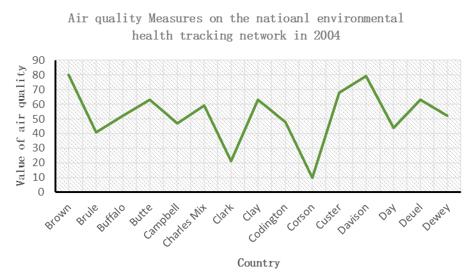 Air quality Measures on the natioanl environmental
health tracking network in 2004
Value of air quality
90
80
70
60
50
40
30
20
10
0
Brown
Brule
Buffalo
Butte
Campbell
Charles Mix
Clark
Clay
Codington
Corson
Custer
Davison
Day
Deuel
Dewey
Country